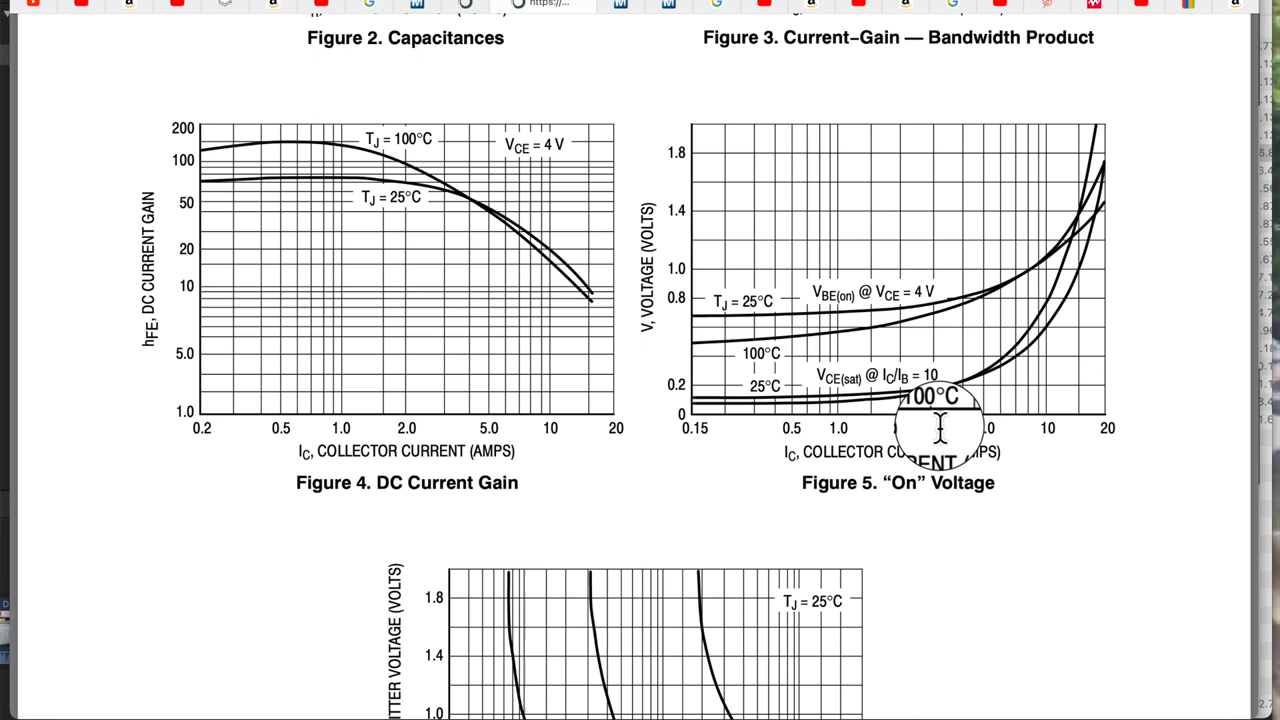 https://...
Figure 2. Capacitances
Figure 3. Current–Gain — Bandwidth Product
200
100
50
20
10
5.0
1.0
hFE, DC CURRENT GAIN
TJ = 100°C
VCE = 4 V
TJ = 25°C
0.2 0.5 1.0 2.0 5.0 10 20
IC, COLLECTOR CURRENT (AMPS)
Figure 4. DC Current Gain
1.8
1.4
1.0
0.8
0.2
0
V, VOLTAGE (VOLTS)
TJ = 25°C
VBE(on) @ VCE = 4 V
100°C
VCE(sat) @ IC/IB = 10
25°C
100°C
0.15 0.5 1.0 10 20
IC, COLLECTOR CURRENT (AMPS)
Figure 5. “On” Voltage
1.8
1.4
1.0
ITTER VOLTAGE (VOLTS)
TJ = 25°C